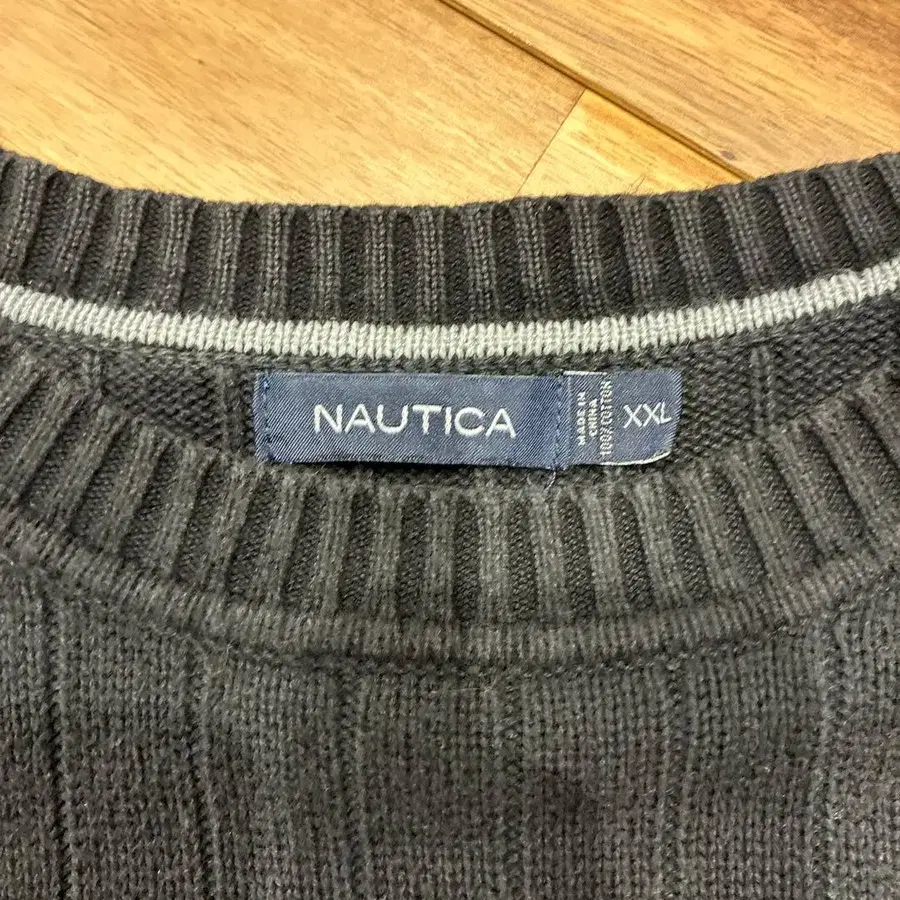 NAUTICA
MADE IN
CHINA
100% COTTON
XXL